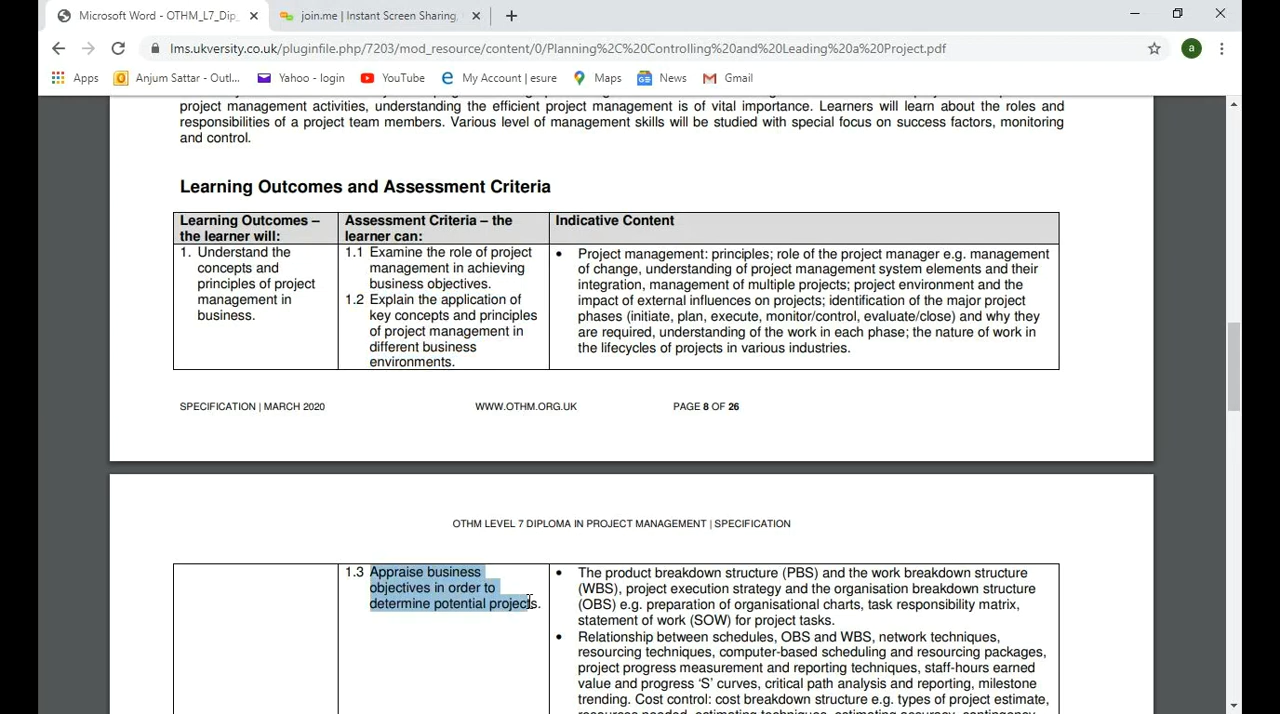 Microsoft Word - OTHM_L7_Dip_
join.me | Instant Screen Sharing,
lms.ukversity.co.uk/pluginfile.php/7203/mod_resource/content/0/Planning%2C%20Controlling%20and%20Leading%20a%20Project.pdf
a
Apps
Anjum Sattar - Outl...
Yahoo - login
YouTube
My Account | esure
Maps
News
Gmail
project management activities, understanding the efficient project management is of vital importance. Learners will learn about the roles and
responsibilities of a project team members. Various level of management skills will be studied with special focus on success factors, monitoring
and control.
Learning Outcomes and Assessment Criteria
Learning Outcomes –
the learner will:
Assessment Criteria – the
learner can:
Indicative Content
1. Understand the
concepts and
principles of project
management in
business.
1.1 Examine the role of project
management in achieving
business objectives.
1.2 Explain the application of
key concepts and principles
of project management in
different business
environments.
• Project management: principles; role of the project manager e.g. management
of change, understanding of project management system elements and their
integration, management of multiple projects; project environment and the
impact of external influences on projects; identification of the major project
phases (initiate, plan, execute, monitor/control, evaluate/close) and why they
are required, understanding of the work in each phase; the nature of work in
the lifecycles of projects in various industries.
SPECIFICATION | MARCH 2020
WWW.OTHM.ORG.UK
PAGE 8 OF 26
OTHM LEVEL 7 DIPLOMA IN PROJECT MANAGEMENT | SPECIFICATION
1.3 Appraise business
objectives in order to
determine potential projects.
• The product breakdown structure (PBS) and the work breakdown structure
(WBS), project execution strategy and the organisation breakdown structure
(OBS) e.g. preparation of organisational charts, task responsibility matrix,
statement of work (SOW) for project tasks.
• Relationship between schedules, OBS and WBS, network techniques,
resourcing techniques, computer-based scheduling and resourcing packages,
project progress measurement and reporting techniques, staff-hours earned
value and progress ‘S’ curves, critical path analysis and reporting, milestone
trending. Cost control: cost breakdown structure e.g. types of project estimate,